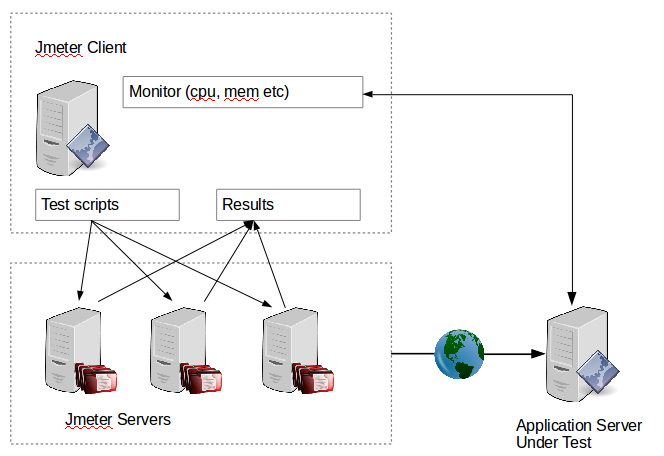 Jmeter Client
Monitor (cpu, mem etc)
Test scripts
Results
Jmeter Servers
Application Server
Under Test